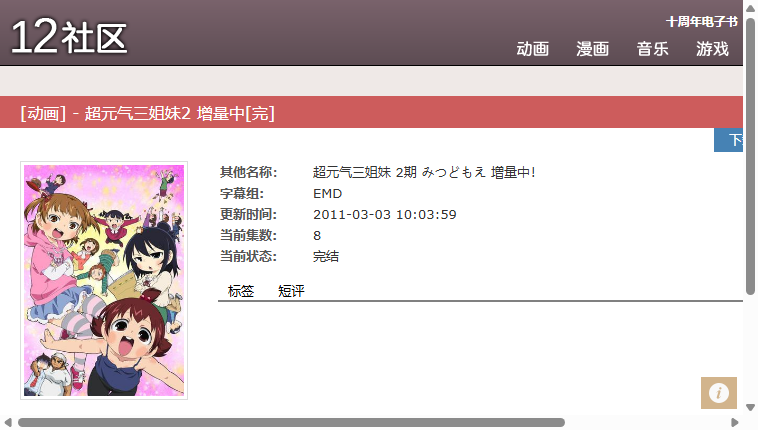 12社区
十周年电子书
动画 漫画 音乐 游戏
[动画] - 超元气三姐妹2 增量中[完]
下
其他名称: 超元气三姐妹 2期 みつどもえ 増量中!
字幕组: EMD
更新时间: 2011-03-03 10:03:59
当前集数: 8
当前状态: 完结
标签 短评
i